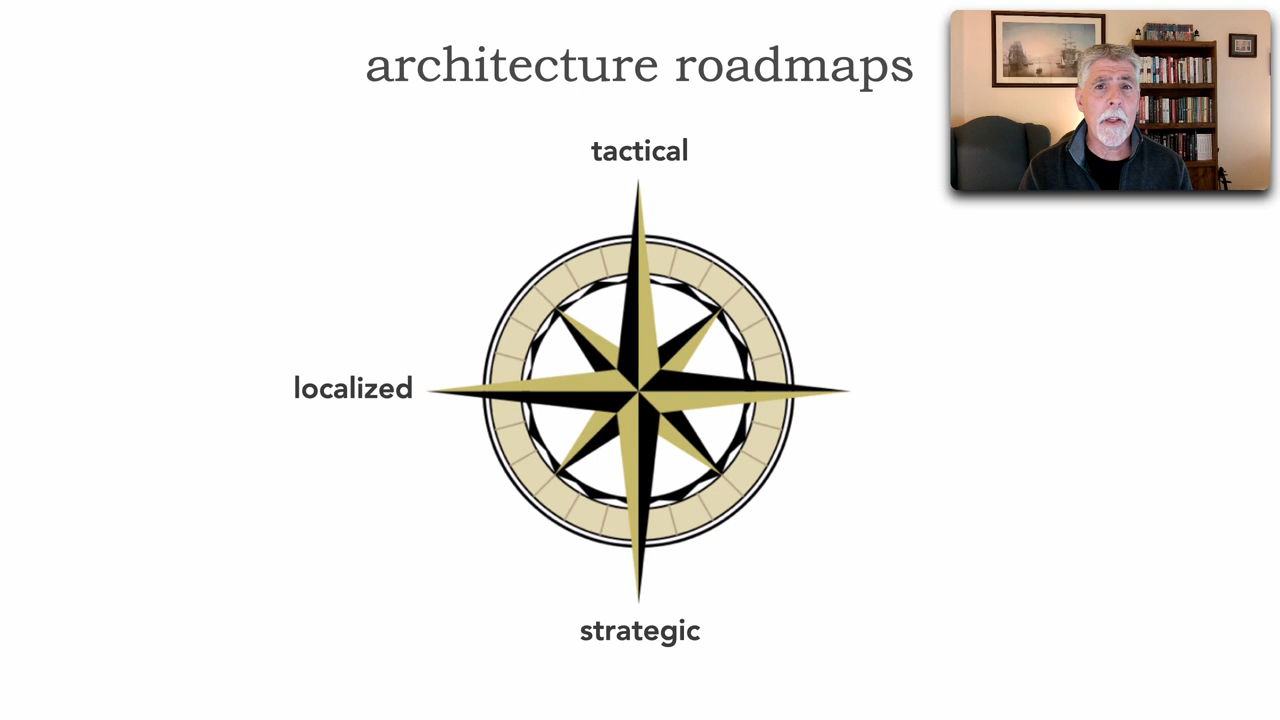 architecture roadmaps
tactical
localized
strategic